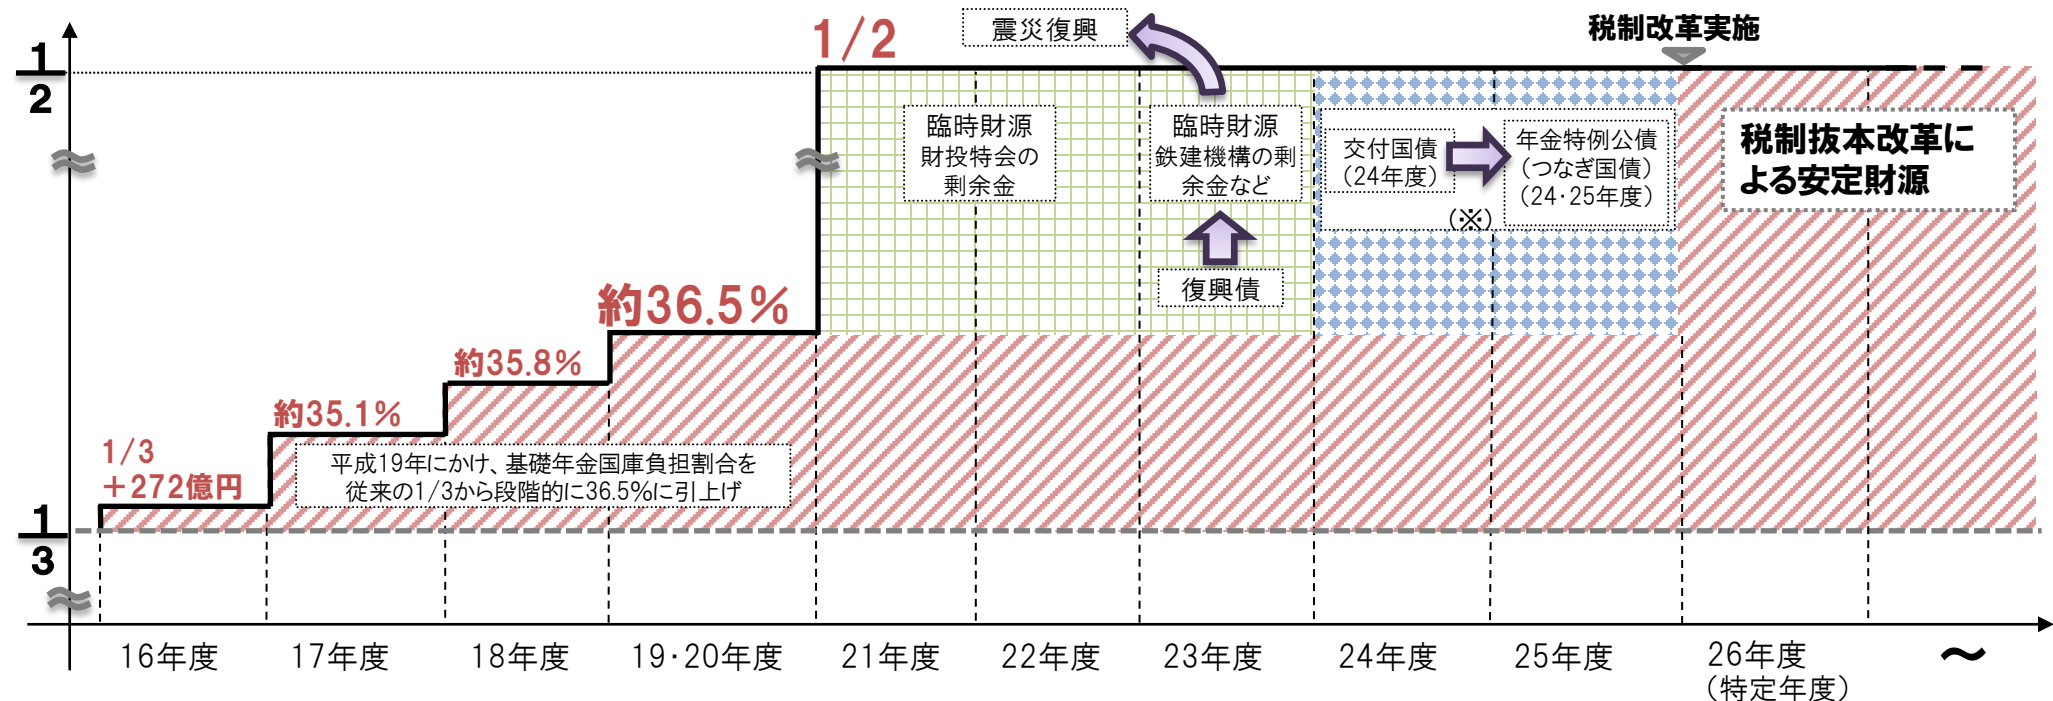 1/2
1/2
震災復興
税制改革実施
臨時財源
財投特会の
剰余金
臨時財源
鉄建機構の剰
余金など
交付国債
(24年度)
年金特例公債
(つなぎ国債)
(24・25年度)
(※)
税制抜本改革に
よる安定財源
復興債
約36.5%
約35.8%
約35.1%
1/3
+272億円
平成19年にかけ、基礎年金国庫負担割合を
従来の1/3から段階的に36.5%に引上げ
1/3
16年度
17年度
18年度
19・20年度
21年度
22年度
23年度
24年度
25年度
26年度
(特定年度)
～